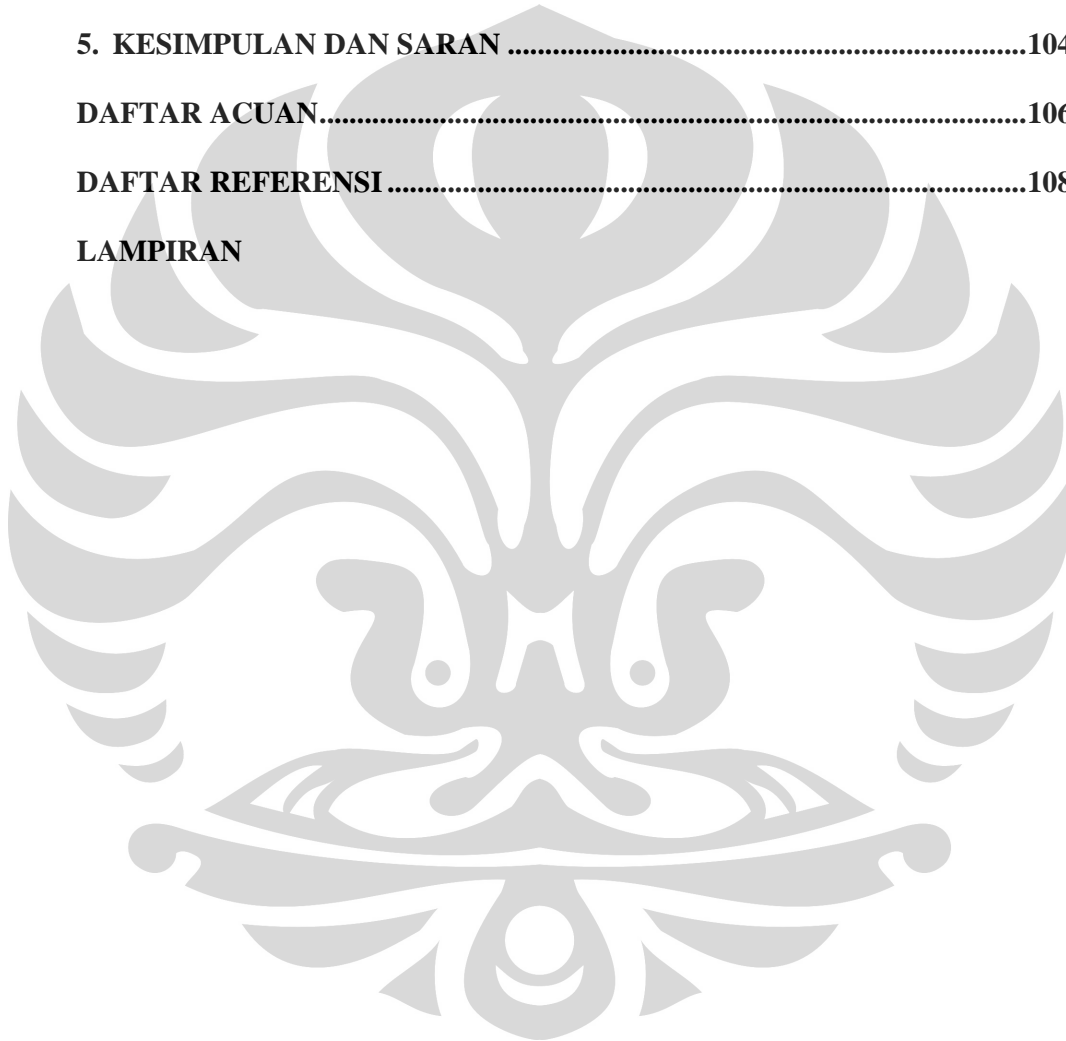 5. KESIMPULAN DAN SARAN ....................................................................................104
DAFTAR ACUAN....................................................................................................................106
DAFTAR REFERENSI ........................................................................................................108
LAMPIRAN